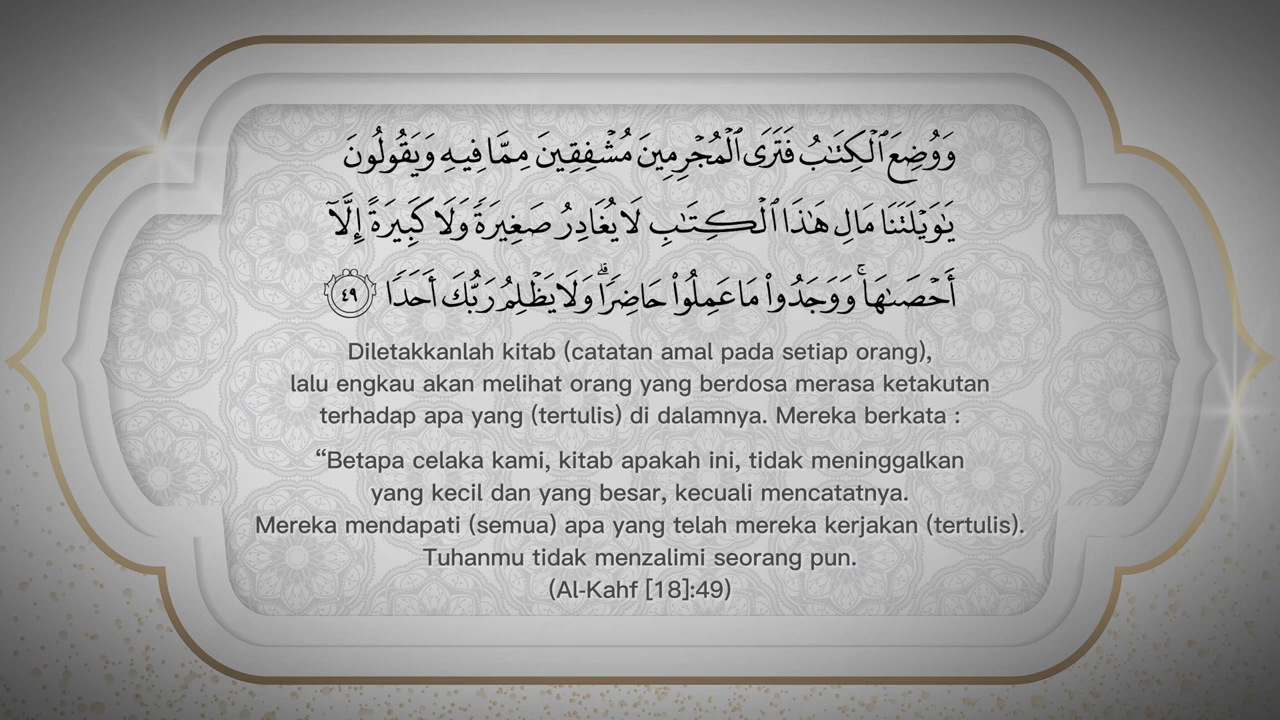 وَوُضِعَ ٱلْكِتَـٰبُ فَتَرَى ٱلْمُجْرِمِينَ مُشْفِقِينَ مِمَّا فِيهِ وَيَقُولُونَ
يَـٰوَيْلَتَنَا مَالِ هَـٰذَا ٱلْكِتَـٰبِ لَا يُغَادِرُ صَغِيرَةً وَلَا كَبِيرَةً إِلَّآ
أَحْصَىٰهَا ۚ وَوَجَدُوا۟ مَا عَمِلُوا۟ حَاضِرًا ۗ وَلَا يَظْلِمُ رَبُّكَ أَحَدًا ٤٩
Diletakkanlah kitab (catatan amal pada setiap orang),
lalu engkau akan melihat orang yang berdosa merasa ketakutan
terhadap apa yang (tertulis) di dalamnya. Mereka berkata :
“Betapa celaka kami, kitab apakah ini, tidak meninggalkan
yang kecil dan yang besar, kecuali mencatatnya.
Mereka mendapati (semua) apa yang telah mereka kerjakan (tertulis).
Tuhanmu tidak menzalimi seorang pun.
(Al-Kahf [18]:49)